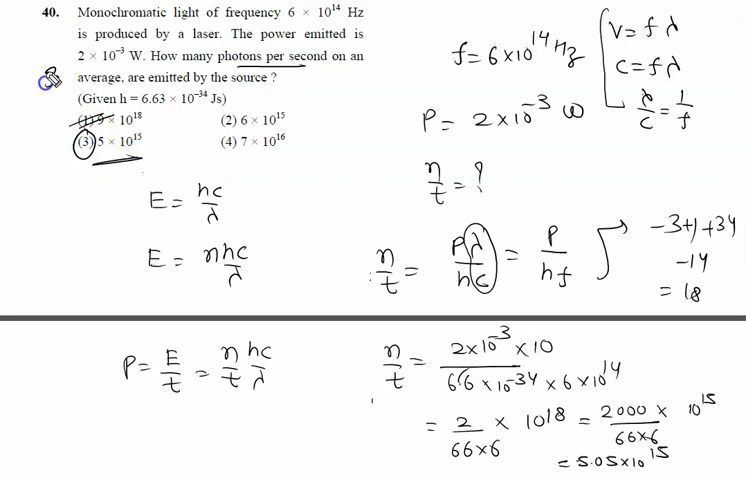 40. Monochromatic light of frequency 6 × 10¹⁴ Hz
is produced by a laser. The power emitted is
2 × 10⁻³ W. How many photons per second on an
average, are emitted by the source ?
(Given h = 6.63 × 10⁻³⁴ Js)
(1) 5 × 10¹⁸ (2) 6 × 10¹⁵
(3) 5 × 10¹⁵ (4) 7 × 10¹⁶
f = 6×10¹⁴ Hz
P = 2×10⁻³ W
n/t = ?
v = fλ
c = fλ
λ/c = 1/f
E = hc/λ
E = nhc/λ
n/t = Pλ/hc = P/hf
-3+1+34
-14
= 18
P = E/t = n/t hc/λ
n/t = 2×10⁻³ × 10 / 66×10⁻³⁴ × 6×10¹⁴
= 2/66×6 × 10¹⁸ = 2000/66×6 × 10¹⁵
= 5.05×10¹⁵